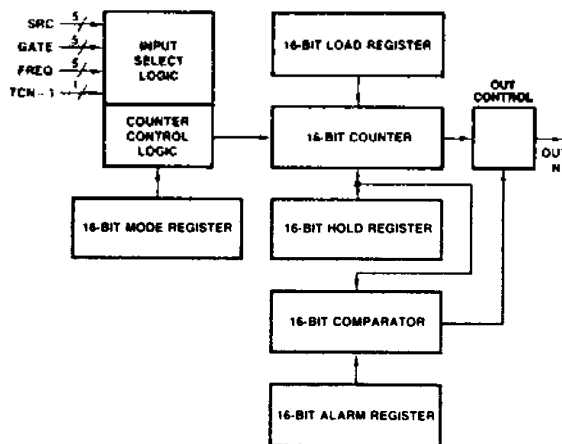 SRC
5
GATE
5
FREQ
5
TCN-1
1
INPUT
SELECT
LOGIC
COUNTER
CONTROL
LOGIC
16-BIT MODE REGISTER
16-BIT LOAD REGISTER
16-BIT COUNTER
16-BIT HOLD REGISTER
16-BIT COMPARATOR
16-BIT ALARM REGISTER
OUT
CONTROL
OUT
N